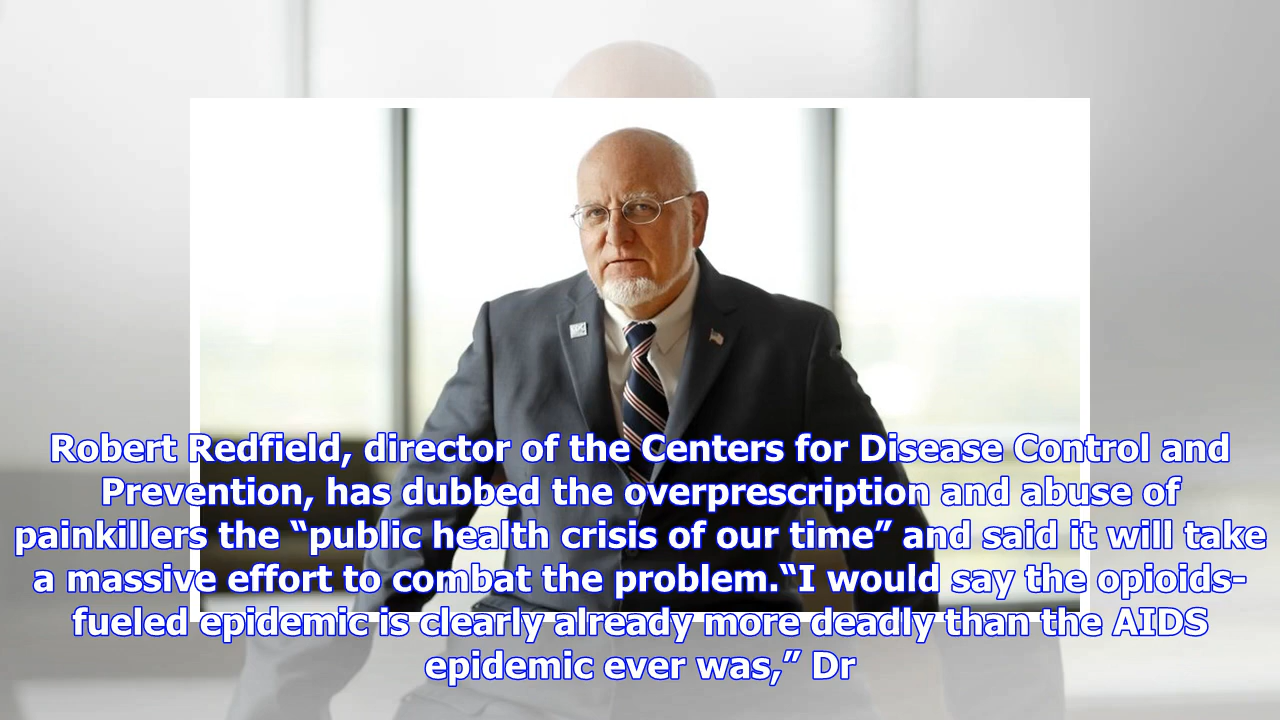 Robert Redfield, director of the Centers for Disease Control and
Prevention, has dubbed the overprescription and abuse of
painkillers the “public health crisis of our time” and said it will take
a massive effort to combat the problem.“I would say the opioids-
fueled epidemic is clearly already more deadly than the AIDS
epidemic ever was,” Dr